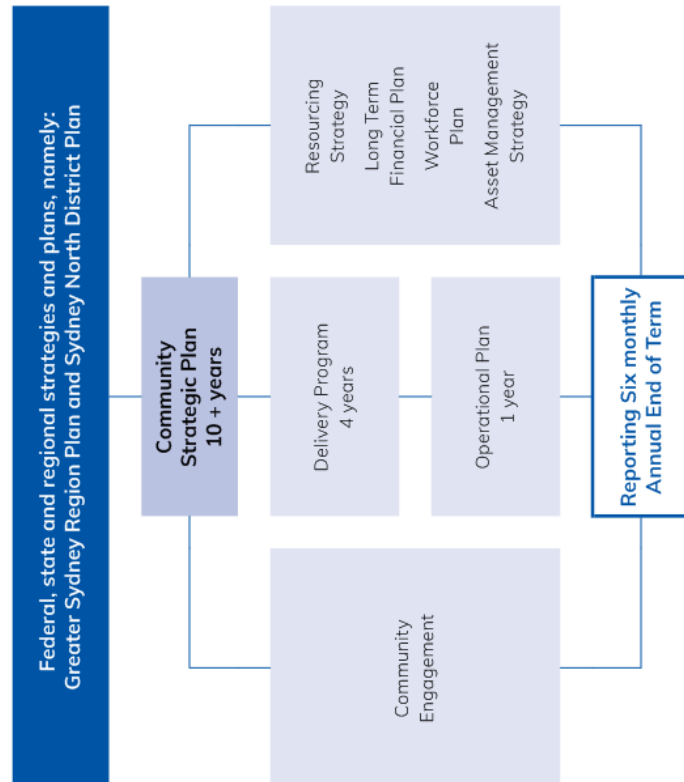 Federal, state and regional strategies and plans, namely:
Greater Sydney Region Plan and Sydney North District Plan
Community
Strategic Plan
10 + years
Community
Engagement
Delivery Program
4 years
Operational Plan
1 year
Resourcing
Strategy
Long Term
Financial Plan
Workforce
Plan
Asset Management
Strategy
Reporting Six monthly
Annual End of Term